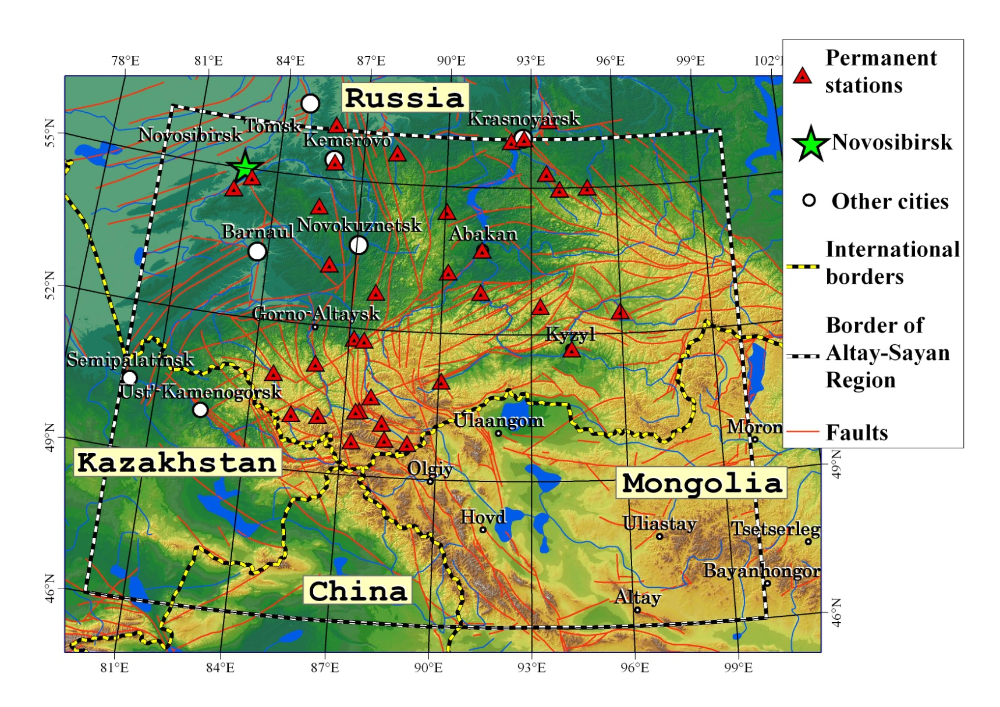 78°E 81°E 84°E 87°E 90°E 93°E 96°E 99°E 102°E
Permanent
stations
Novosibirsk
Other cities
International
borders
Border of
Altay-Sayan
Region
Faults
55°N
52°N
49°N
46°N
Russia
Krasnoyarsk
Tomsk
Novosibirsk
Kemerovo
Novokuznetsk
Barnaul
Abakan
Gorno-Altaysk
Kyzyl
Semipalatinsk
Ust'-Kamenogorsk
Ulaangom
Moron
Kazakhstan
Olgiy
Mongolia
Hovd
Uliastay
Tsetserleg
Bayanhongor
China
Altay
49°N
46°N
81°E 84°E 87°E 90°E 93°E 96°E 99°E